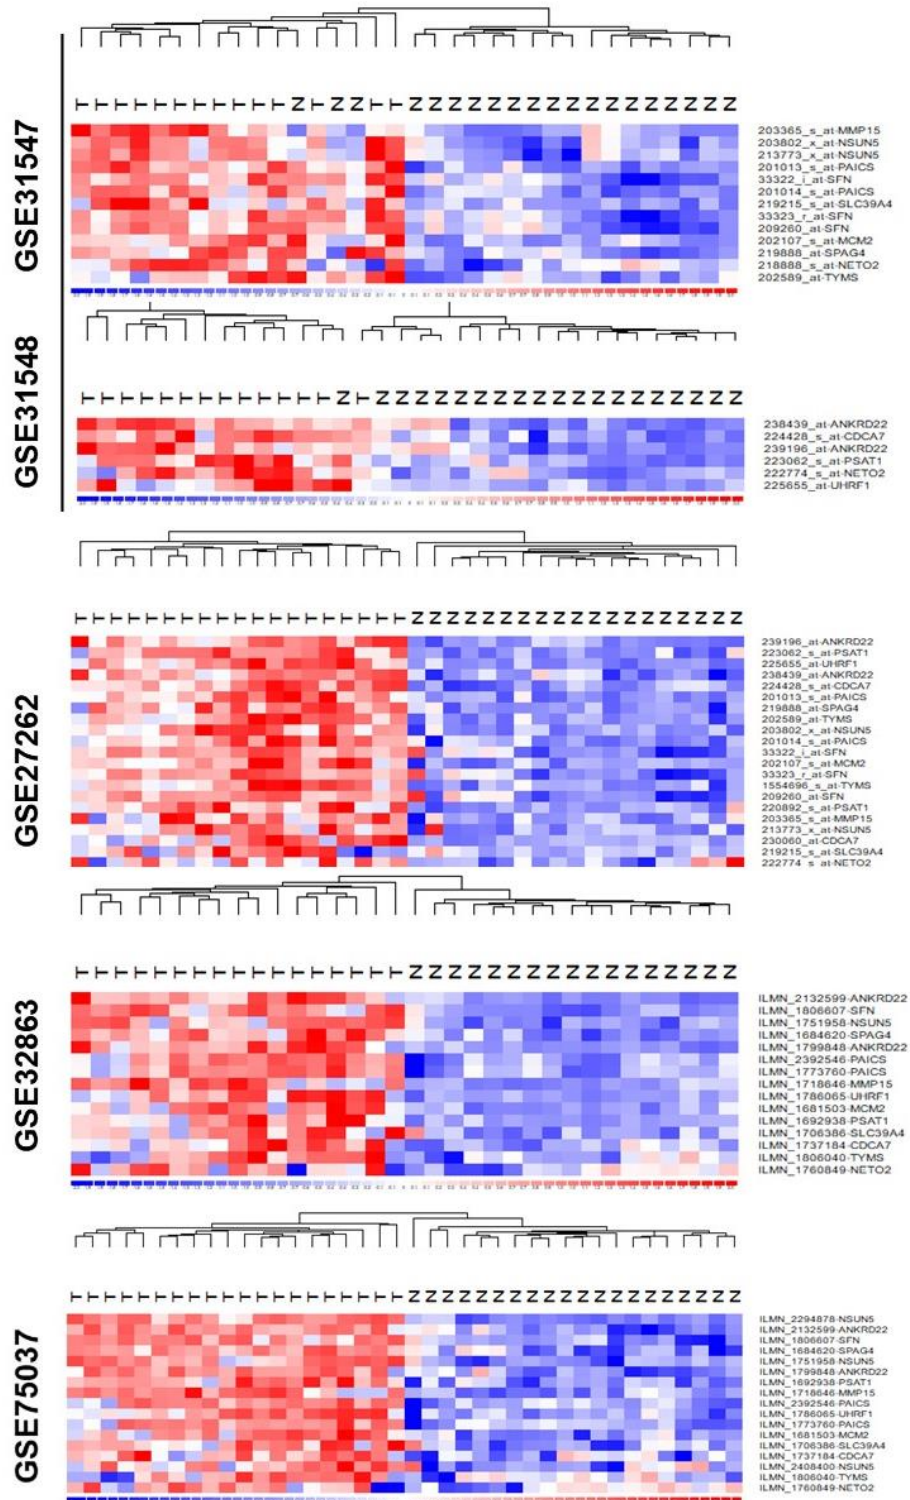 GSE31547
T T T T T T T T T T T N T N N T T N N N N N N N N N N N N N N N N N
203365_s_at-MMP15
203802_x_at-NSUN5
213773_x_at-NSUN5
201013_s_at-PAICS
33322_i_at-SFN
201014_s_at-PAICS
219215_s_at-SLC39A4
33323_r_at-SFN
209260_at-SFN
202107_s_at-MCM2
219888_at-SPAG4
218888_s_at-NETO2
202589_at-TYMS
GSE31548
T T T T T T T T T T T T T N T N N N N N N N N N N N N N N N N N N N
238439_at-ANKRD22
224428_s_at-CDCA7
239196_at-ANKRD22
223062_s_at-PSAT1
222774_s_at-NETO2
225655_at-UHRF1
GSE27262
T T T T T T T T T T T T T T T T T T T N N N N N N N N N N N N N N N N N N N
239196_at-ANKRD22
223062_s_at-PSAT1
225655_at-UHRF1
238439_at-ANKRD22
224428_s_at-CDCA7
201013_s_at-PAICS
219888_at-SPAG4
202589_at-TYMS
203802_x_at-NSUN5
201014_s_at-PAICS
33322_i_at-SFN
202107_s_at-MCM2
33323_r_at-SFN
1554696_s_at-TYMS
209260_at-SFN
220892_s_at-PSAT1
203365_s_at-MMP15
213773_x_at-NSUN5
230060_at-CDCA7
219215_s_at-SLC39A4
222774_s_at-NETO2
GSE32863
T T T T T T T T T T T T T T T T T N N N N N N N N N N N N N N N N N
ILMN_2132599-ANKRD22
ILMN_1806607-SFN
ILMN_1751958-NSUN5
ILMN_1684620-SPAG4
ILMN_1799848-ANKRD22
ILMN_2392546-PAICS
ILMN_1773760-PAICS
ILMN_1718646-MMP15
ILMN_1786065-UHRF1
ILMN_1681503-MCM2
ILMN_1692938-PSAT1
ILMN_1706386-SLC39A4
ILMN_1737184-CDCA7
ILMN_1806040-TYMS
ILMN_1760849-NETO2
GSE75037
T T T T T T T T T T T T T T T T T T T T N N N N N N N N N N N N N N N N N N N N
ILMN_2294878-NSUN5
ILMN_2132599-ANKRD22
ILMN_1806607-SFN
ILMN_1684620-SPAG4
ILMN_1751958-NSUN5
ILMN_1799848-ANKRD22
ILMN_1692938-PSAT1
ILMN_1718646-MMP15
ILMN_2392546-PAICS
ILMN_1786065-UHRF1
ILMN_1773760-PAICS
ILMN_1681503-MCM2
ILMN_1706386-SLC39A4
ILMN_1737184-CDCA7
ILMN_2408400-NSUN5
ILMN_1806040-TYMS
ILMN_1760849-NETO2